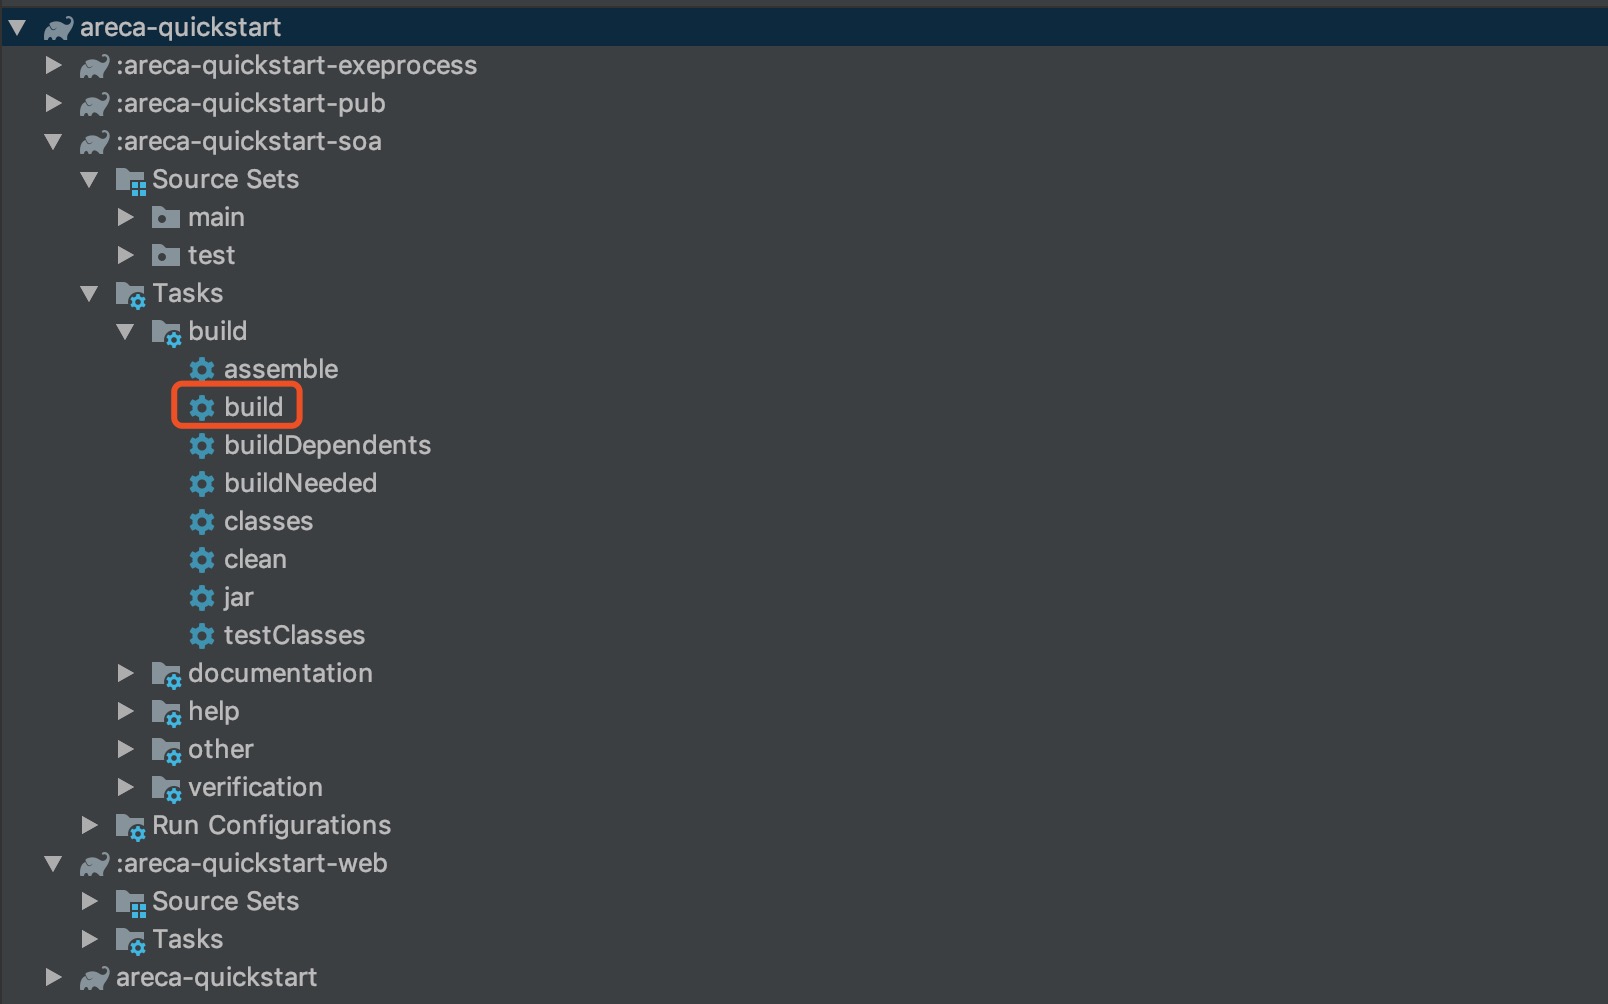 areca-quickstart
:areca-quickstart-exeprocess
:areca-quickstart-pub
:areca-quickstart-soa
Source Sets
main
test
Tasks
build
assemble
build
buildDependents
buildNeeded
classes
clean
jar
testClasses
documentation
help
other
verification
Run Configurations
:areca-quickstart-web
Source Sets
Tasks
areca-quickstart